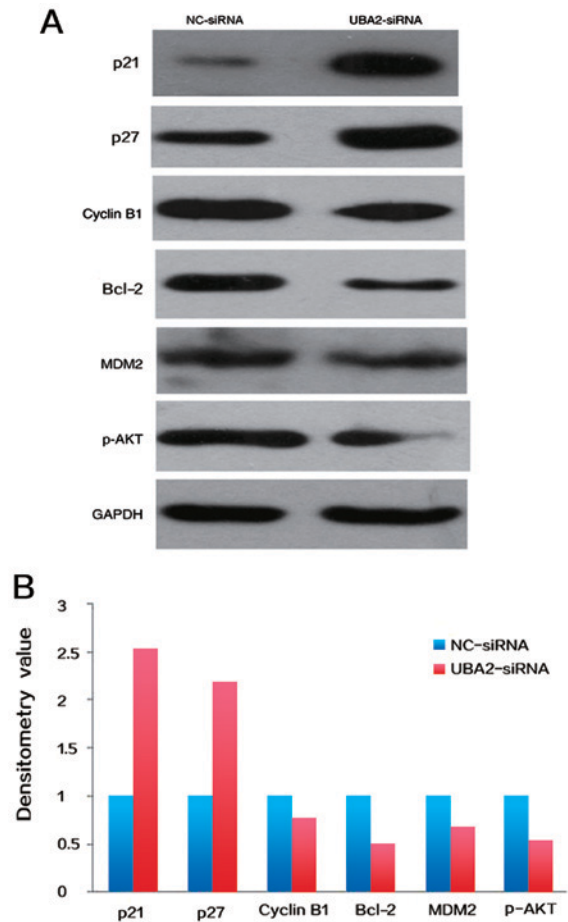 A
NC-siRNA UBA2-siRNA
p21
p27
Cyclin B1
Bcl-2
MDM2
p-AKT
GAPDH
B
Densitometry value
3
2.5
2
1.5
1
0.5
0
NC-siRNA
UBA2-siRNA
p21 p27 Cyclin B1 Bcl-2 MDM2 p-AKT